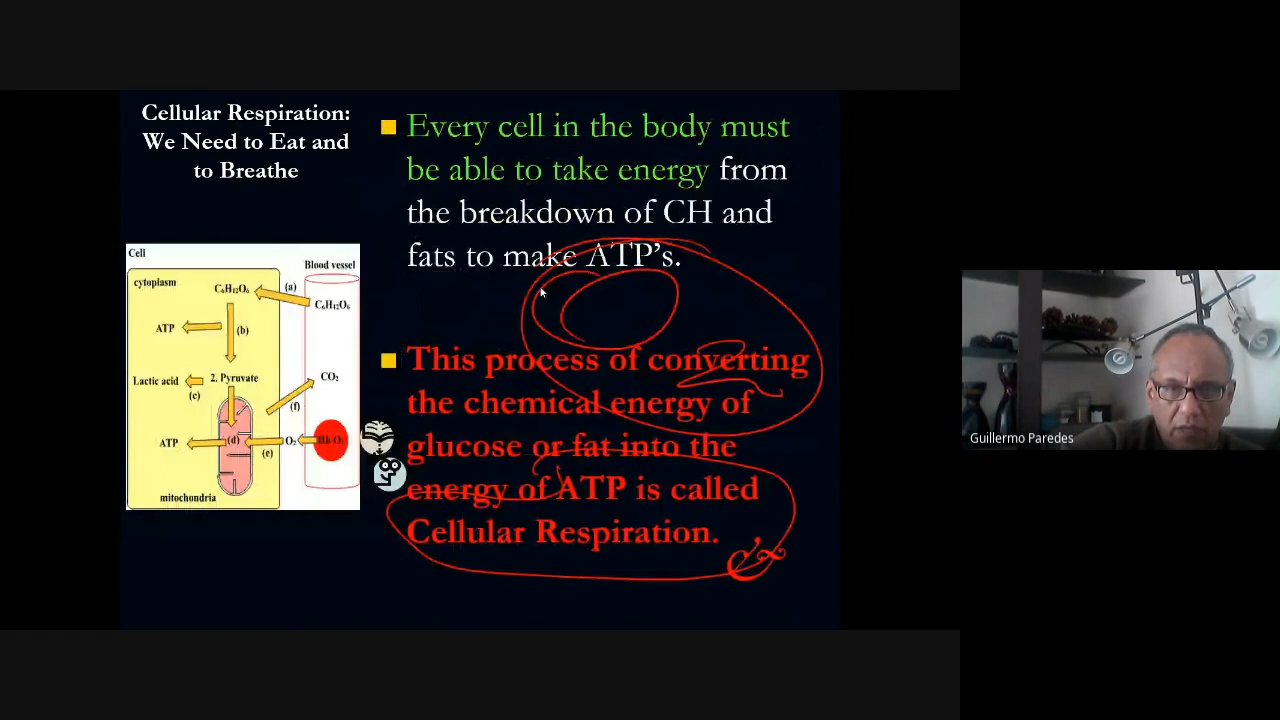 Cellular Respiration:
We Need to Eat and
to Breathe
Every cell in the body must
be able to take energy from
the breakdown of CH and
fats to make ATP's.
This process of converting
the chemical energy of
glucose or fat into the
energy of ATP is called
Cellular Respiration.
Cell
Blood vessel
cytoplasm
C₆H₁₂O₆
(a)
C₆H₁₂O₆
ATP
(b)
Lactic acid
(c)
2. Pyruvate
CO₂
(f)
ATP
(d)
O₂
(e)
mitochondria
Guillermo Paredes